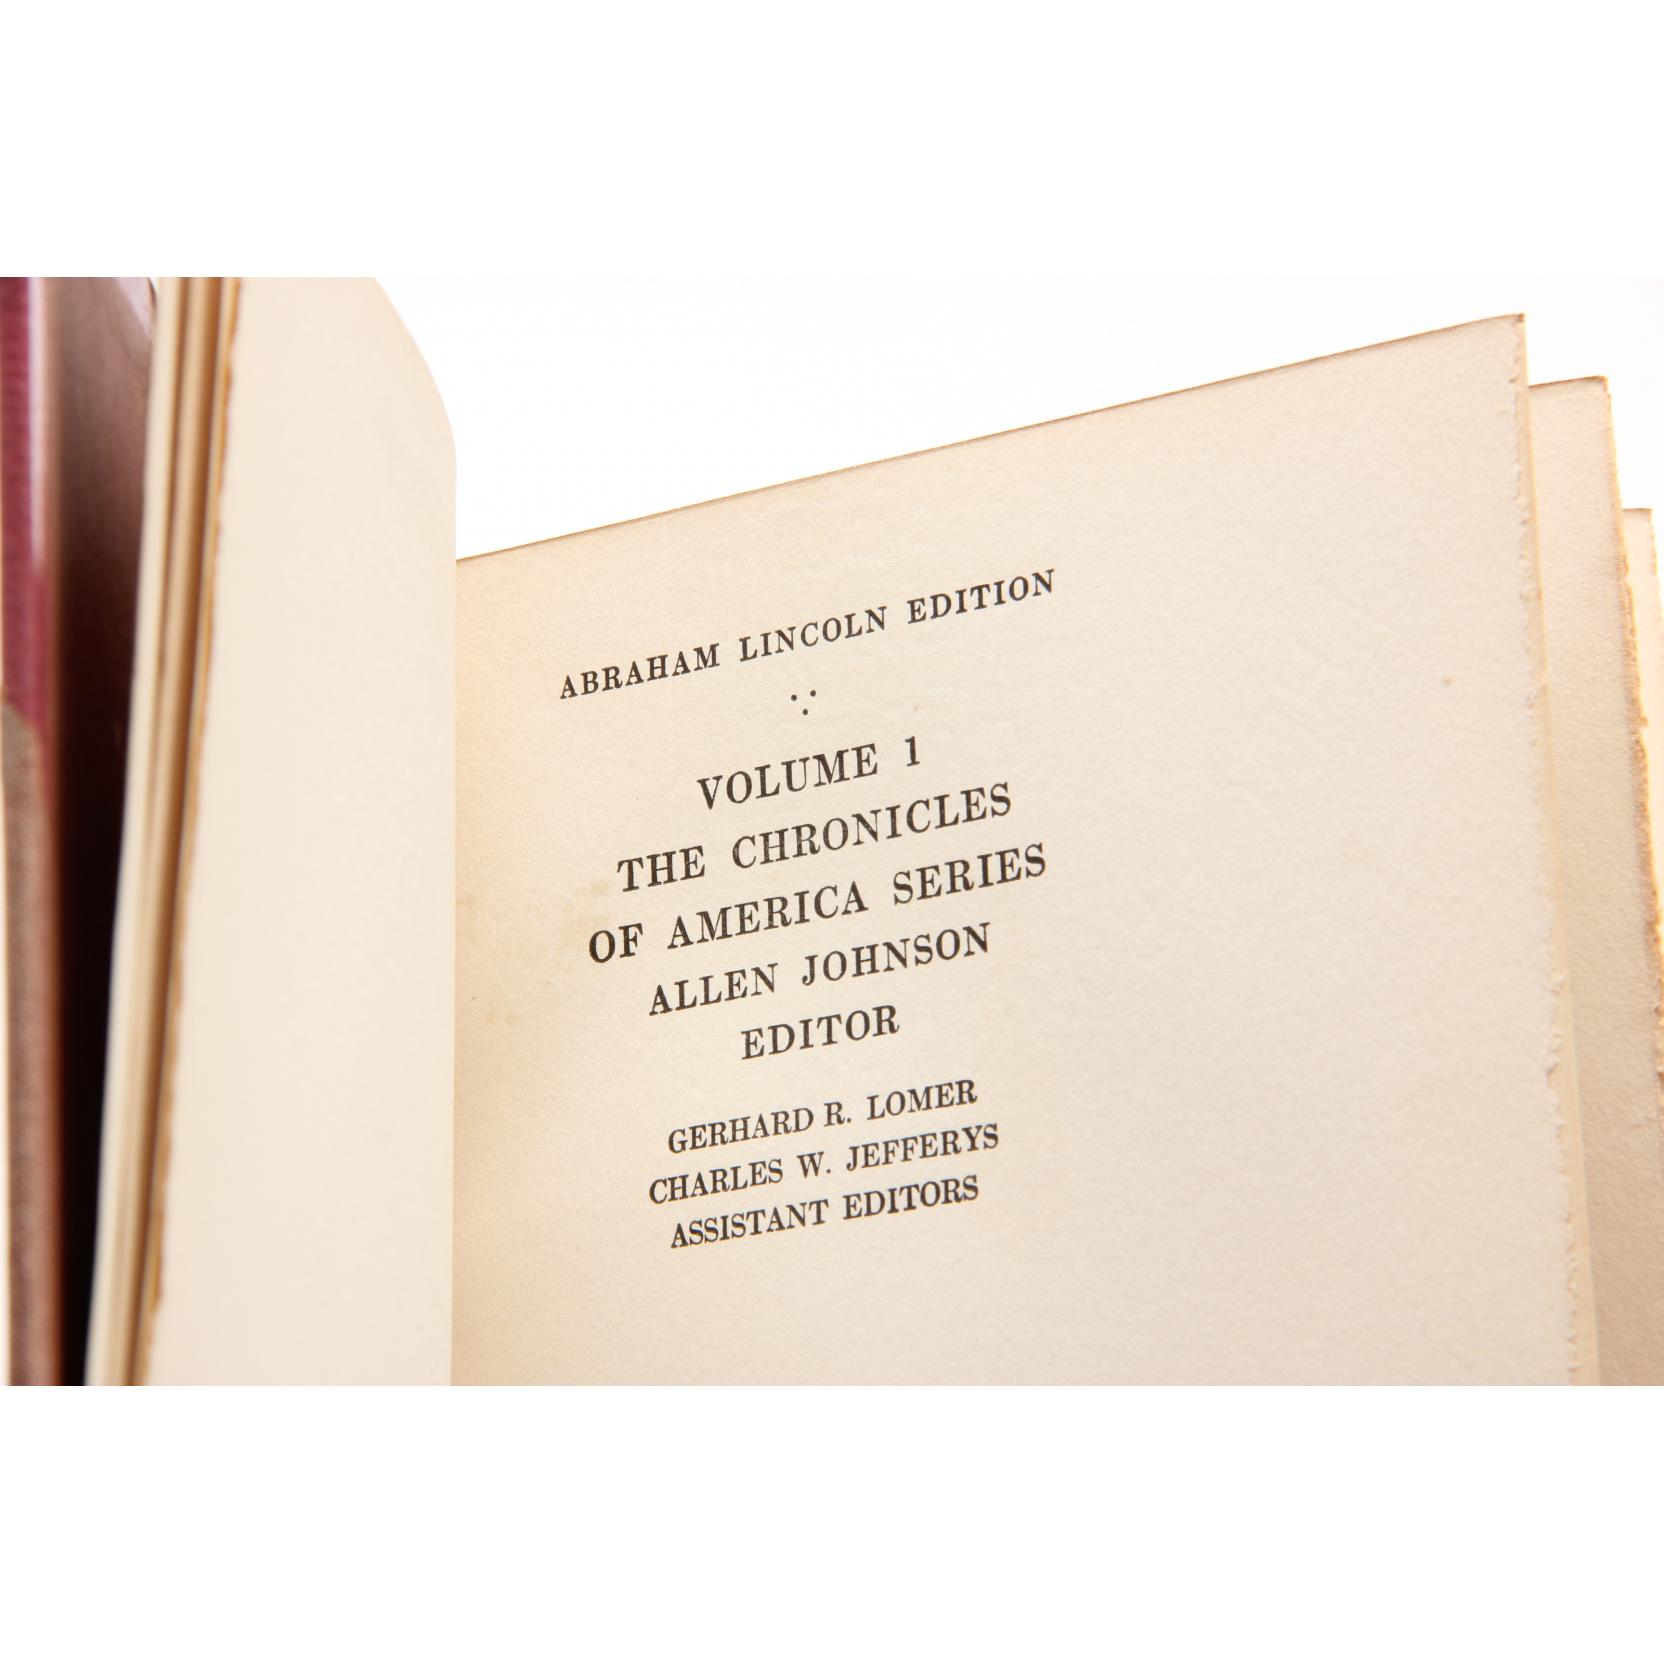 ABRAHAM LINCOLN EDITION
VOLUME 1
THE CHRONICLES
OF AMERICA SERIES
ALLEN JOHNSON
EDITOR
GERHARD R. LOMER
CHARLES W. JEFFERYS
ASSISTANT EDITORS